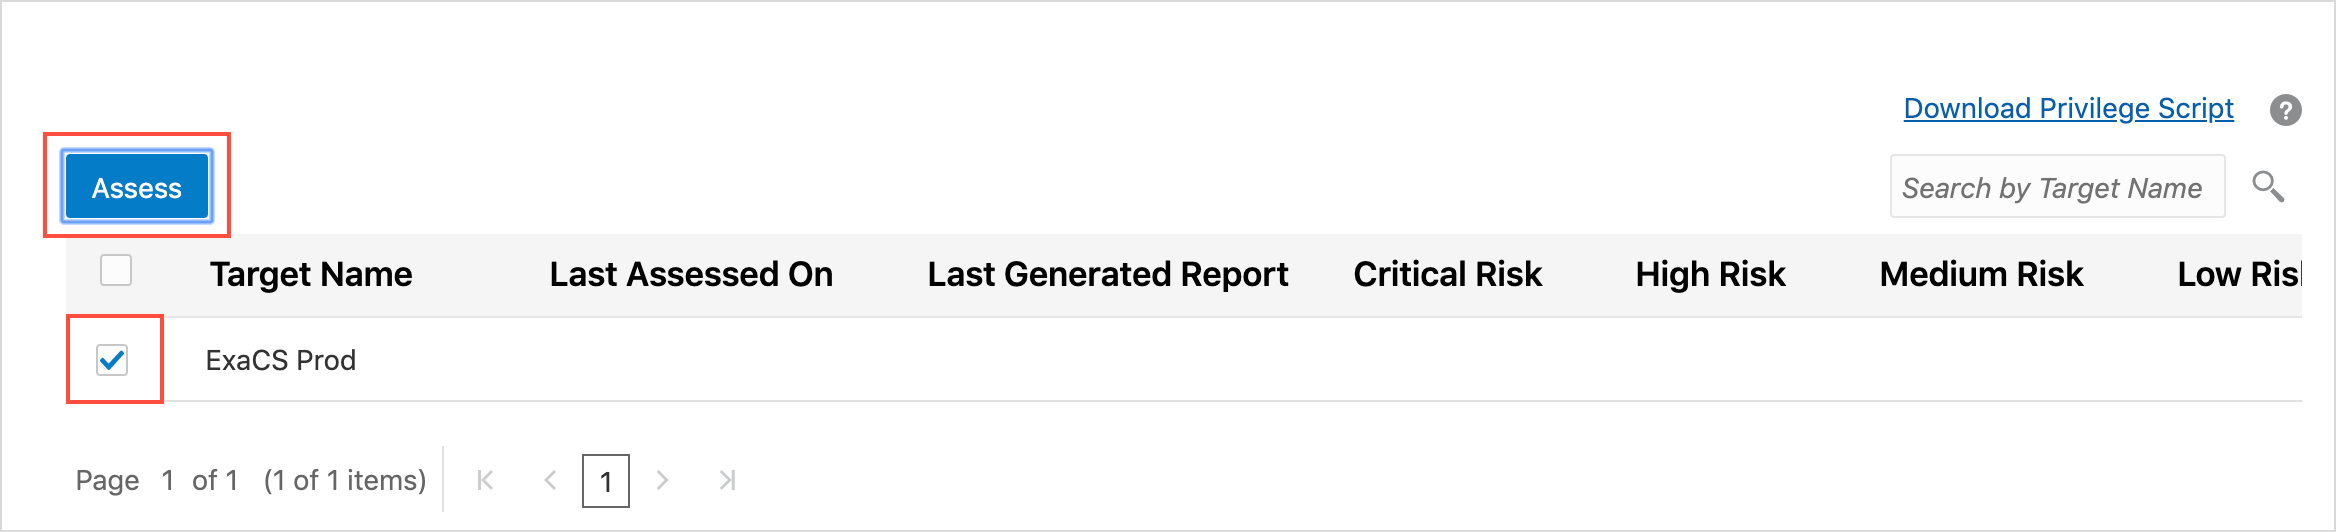 Download Privilege Script ?
Assess
Search by Target Name
Target Name Last Assessed On Last Generated Report Critical Risk High Risk Medium Risk Low Ris
ExaCS Prod
Page 1 of 1 (1 of 1 items) 1